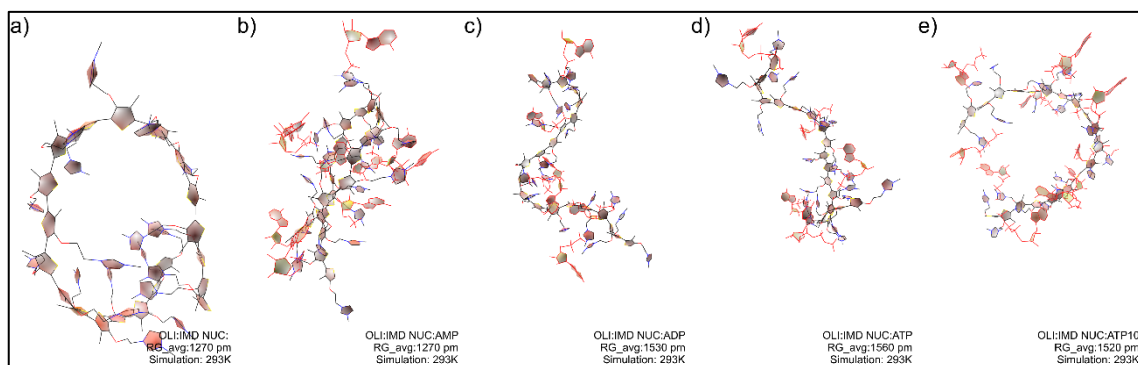 a)
b)
c)
d)
e)
OLI:IMD NUC:
RG_avg:1270 pm
Simulation: 293K
OLI:IMD NUC:AMP
RG_avg:1270 pm
Simulation: 293K
OLI:IMD NUC:ADP
RG_avg:1530 pm
Simulation: 293K
OLI:IMD NUC:ATP
RG_avg:1560 pm
Simulation: 293K
OLI:IMD NUC:ATP10
RG_avg:1520 pm
Simulation: 293K